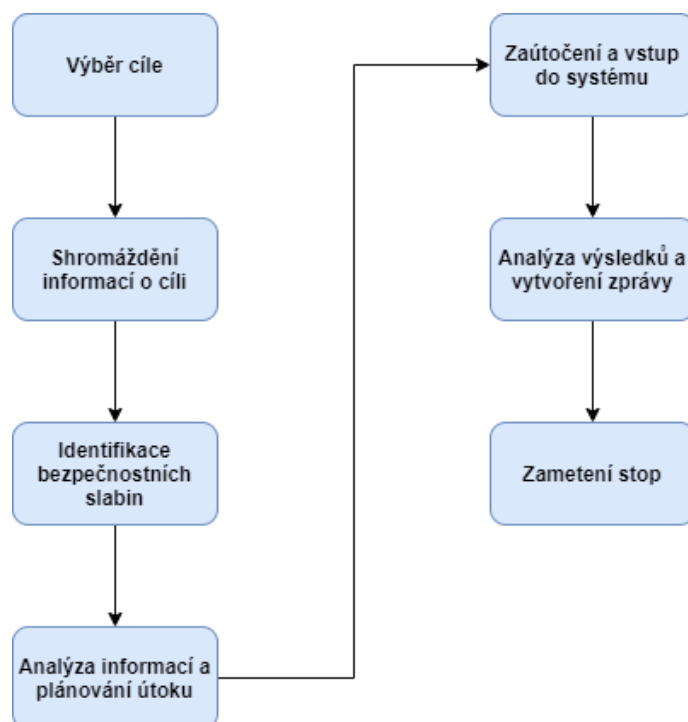 Výběr cíle
Shromáždění
informací o cíli
Identifikace
bezpečnostních
slabin
Analýza informací a
plánování útoku
Zaútočení a vstup
do systému
Analýza výsledků a
vytvoření zprávy
Zametení stop